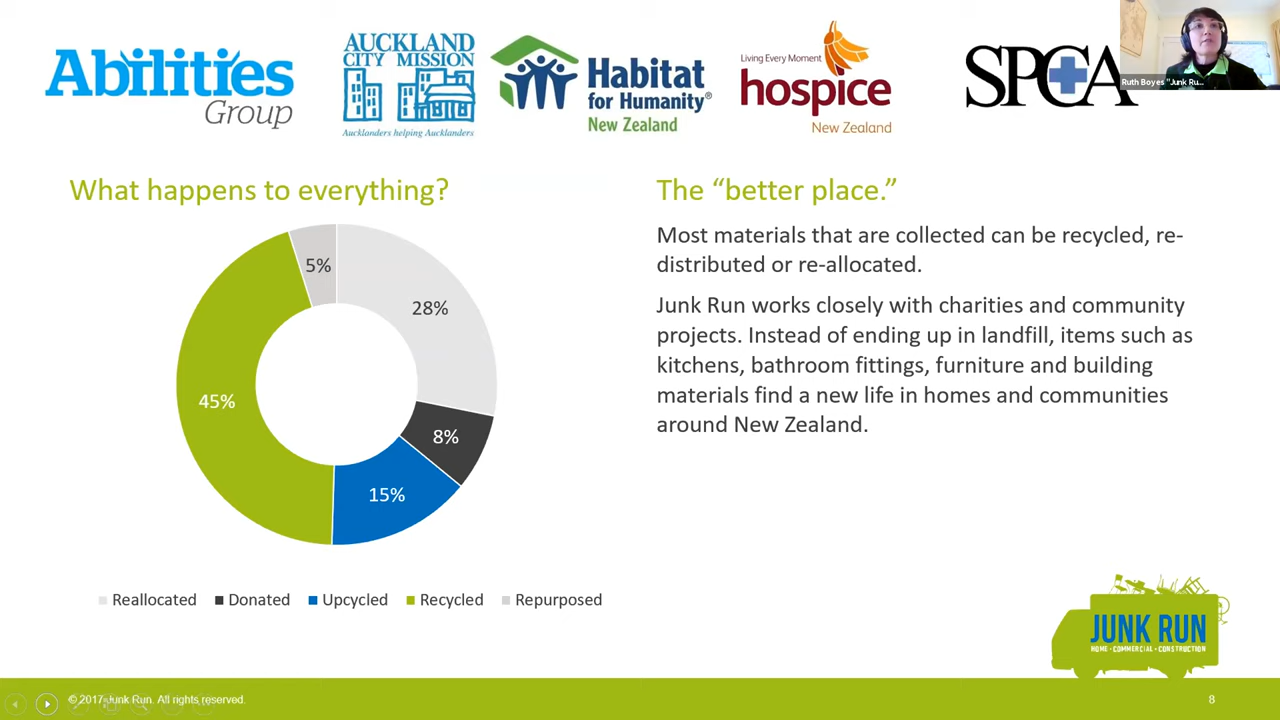 Abilities
Group
AUCKLAND
CITY MISSION
Aucklanders helping Aucklanders
Habitat
for Humanity®
New Zealand
Living Every Moment
hospice
New Zealand
SPCA
Ruth Boyes "Junk Ru...
What happens to everything?
5%
28%
45%
8%
15%
Reallocated Donated Upcycled Recycled Repurposed
The “better place.”
Most materials that are collected can be recycled, re-
distributed or re-allocated.
Junk Run works closely with charities and community
projects. Instead of ending up in landfill, items such as
kitchens, bathroom fittings, furniture and building
materials find a new life in homes and communities
around New Zealand.
JUNK RUN
HOME · COMMERCIAL · CONSTRUCTION
© 2017 Junk Run. All rights reserved.
8